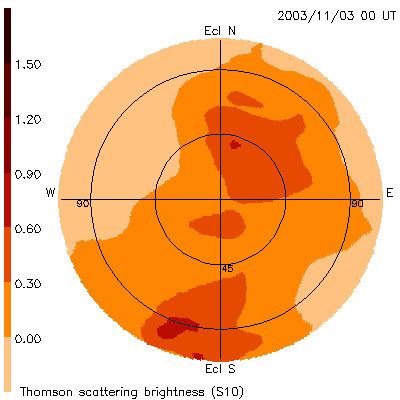 2003/11/03 00 UT
Ecl N
1.50
1.20
0.90
W
E
90
90
0.60
45
0.30
0.00
Ecl S
Thomson scattering brightness (S10)